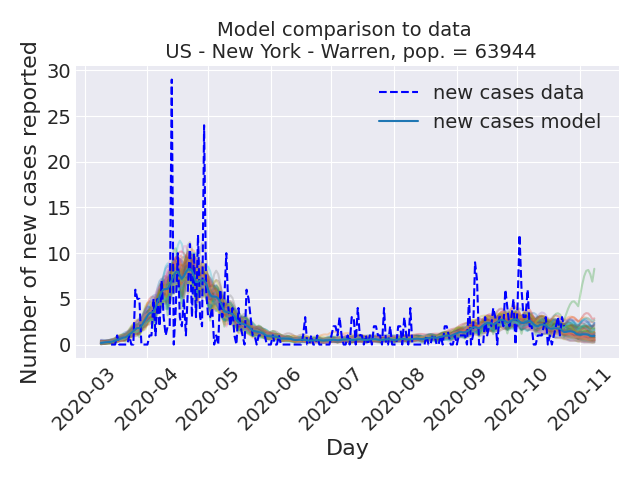 Model comparison to data
US - New York - Warren, pop. = 63944
Number of new cases reported
30
25
20
15
10
5
0
new cases data
new cases model
2020-03
2020-04
2020-05
2020-06
2020-07
2020-08
2020-09
2020-10
2020-11
Day